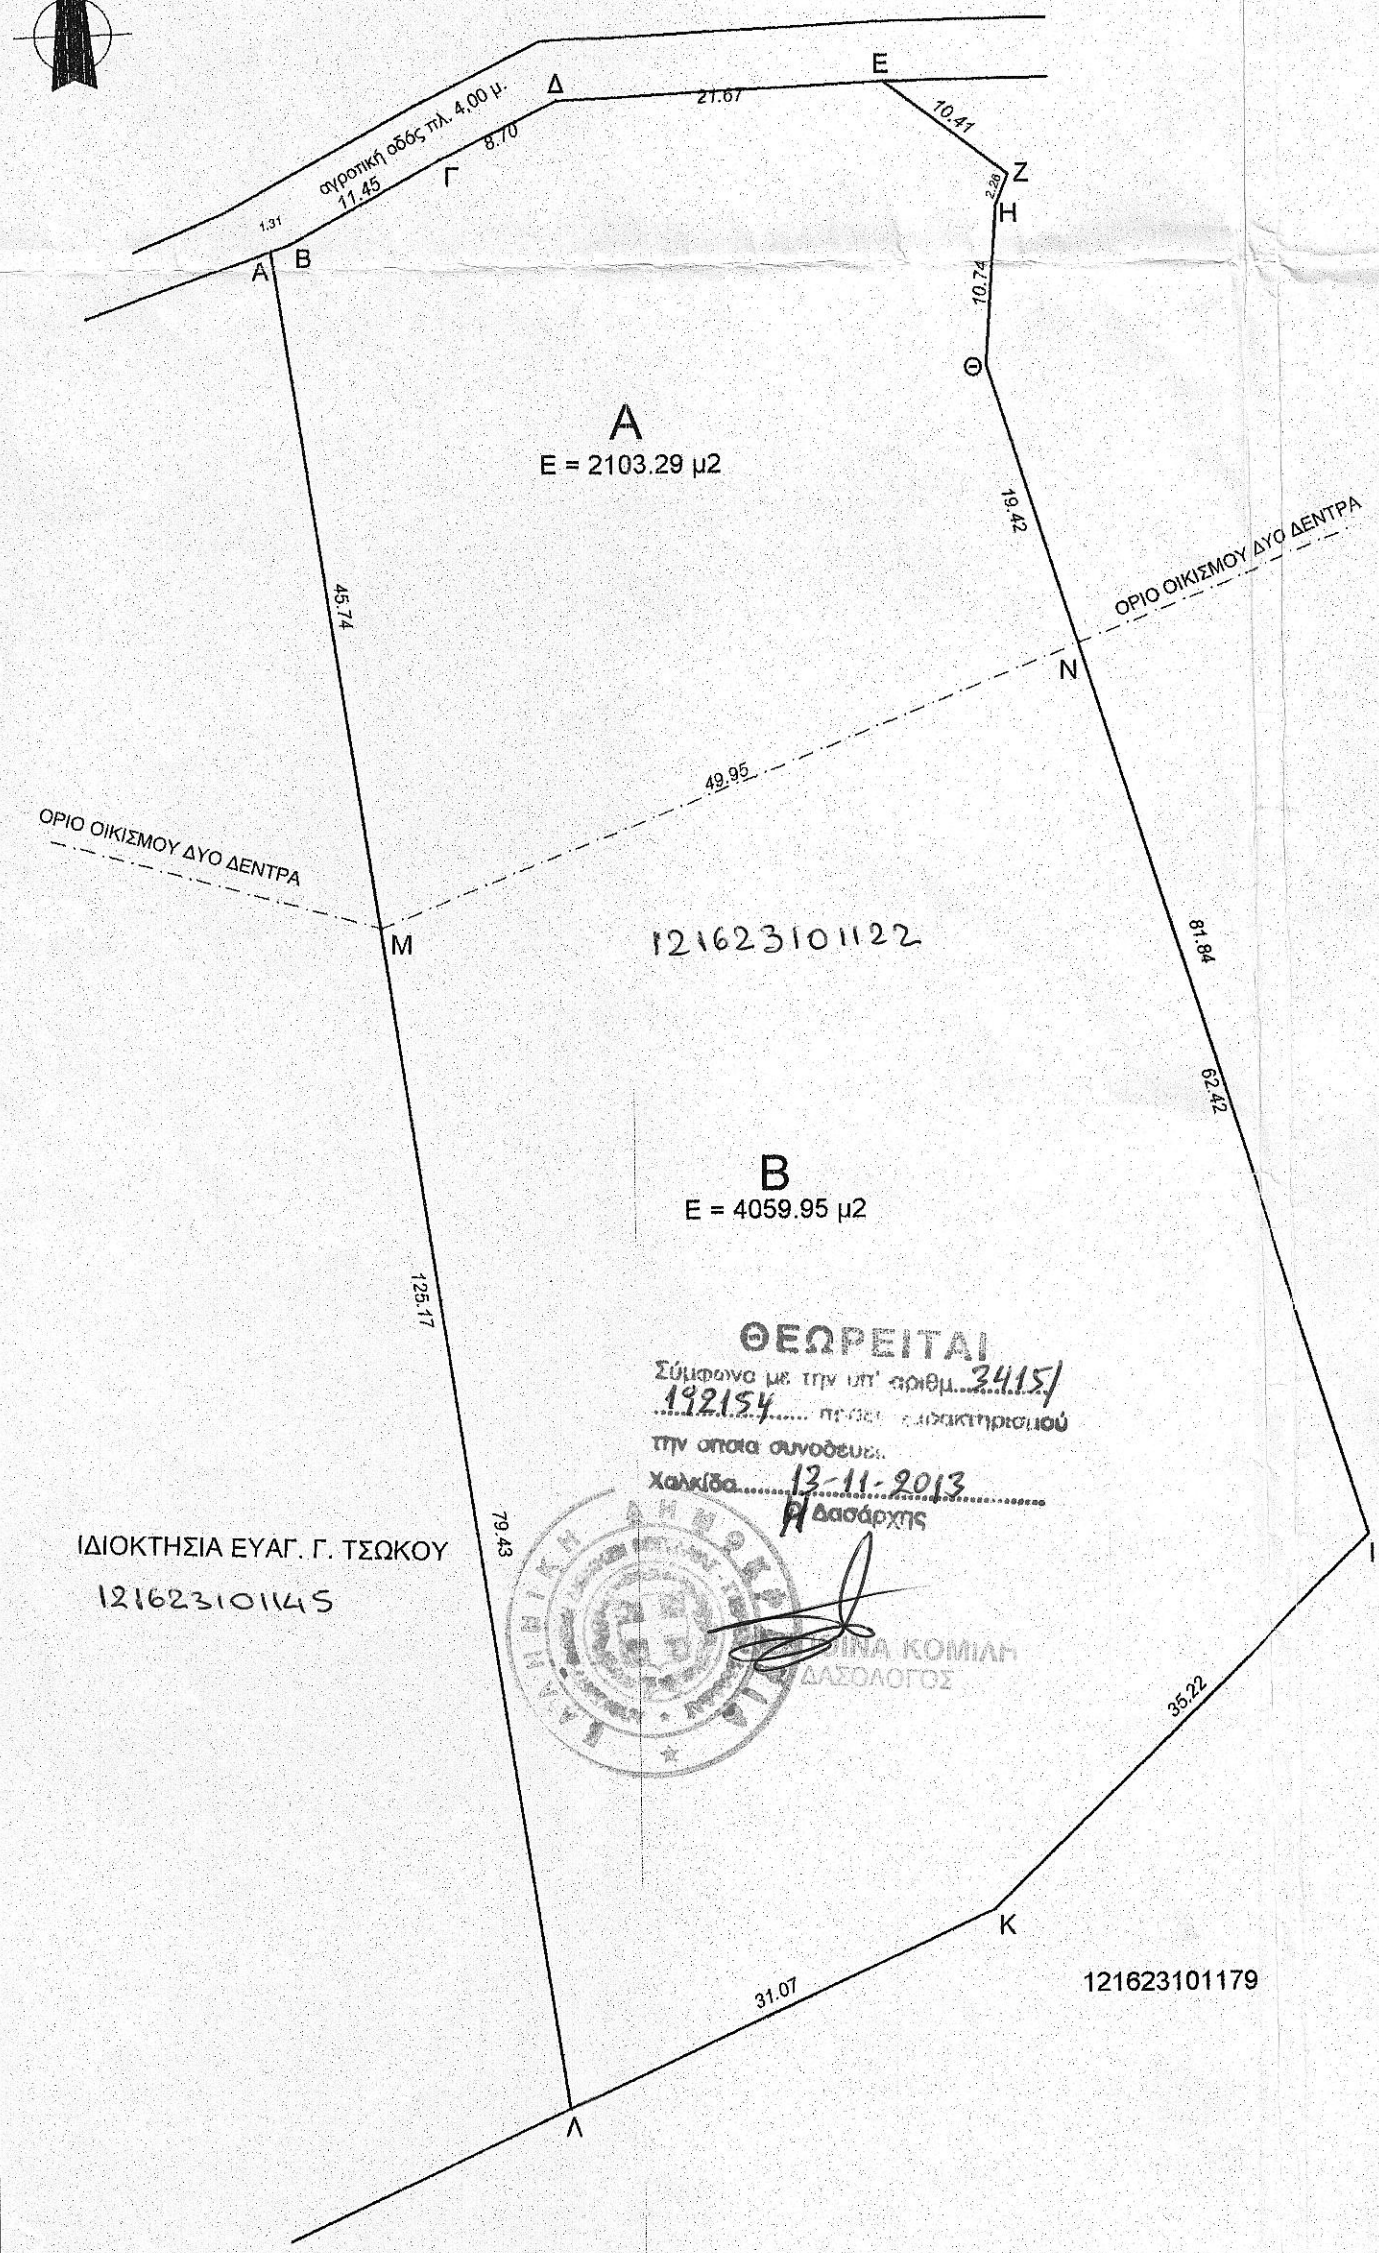 Ε
Δ
21.67
10.41
αγροτική οδός πλ. 4,00 μ.
8.70
Ζ
2.28
Γ
11.45
Η
1.31
Β
Α
10.74
Θ
Α
Ε = 2103.29 μ2
19.42
ΟΡΙΟ ΟΙΚΙΣΜΟΥ ΔΥΟ ΔΕΝΤΡΑ
45.74
Ν
49.95
ΟΡΙΟ ΟΙΚΙΣΜΟΥ ΔΥΟ ΔΕΝΤΡΑ
Μ
121623101122
81.84
62.42
Β
Ε = 4059.95 μ2
125.17
ΘΕΩΡΕΙΤΑΙ
Σύμφωνα με την υπ' αριθμ. 3415/
192154
την οποία συνοδεύει.
Χαλκίδα 13-11-2013
Η Δασάρχης
79.43
ΙΔΙΟΚΤΗΣΙΑ ΕΥΑΓ. Γ. ΤΣΩΚΟΥ
121623101145
Ι
ΕΛΛΗΝΙΚΗ ΔΗΜΟΚΡΑΤΙΑ
ΚΟΜΙΛΗ
ΔΑΣΟΛΟΓΟΣ
35.22
Κ
121623101179
31.07
Λ